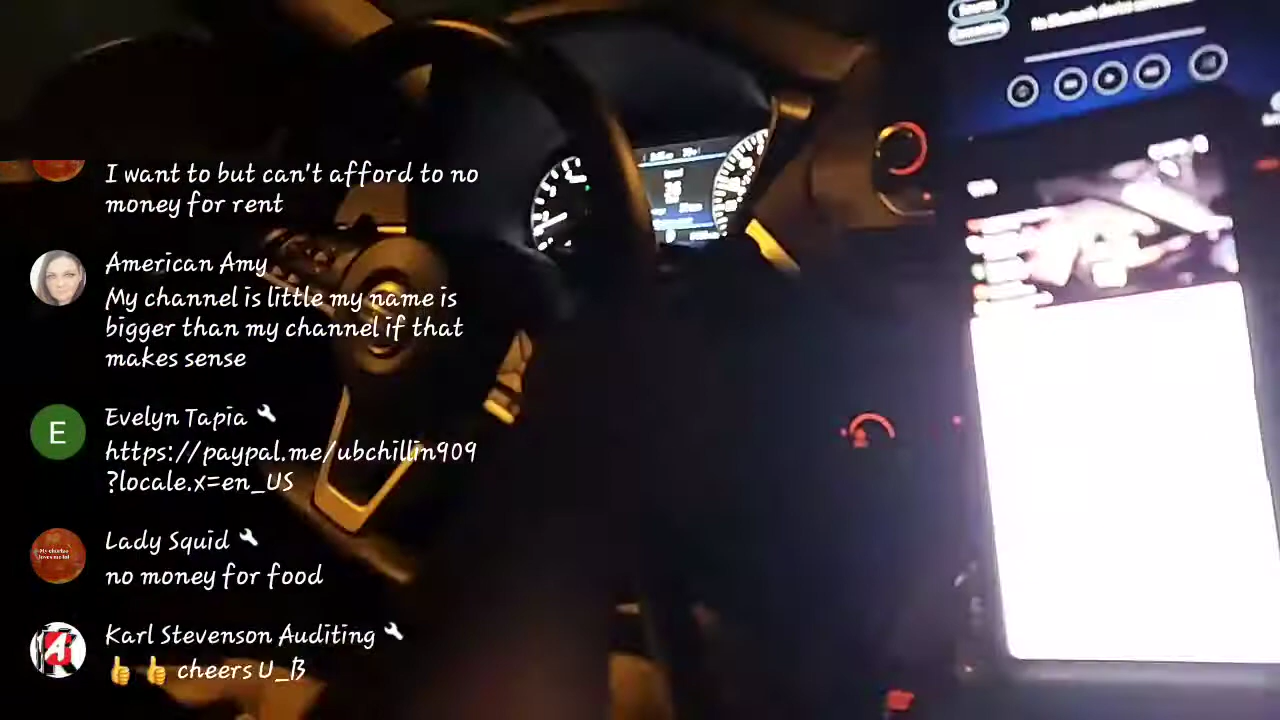 I want to but can't afford to no
money for rent
American Amy
My channel is little my name is
bigger than my channel if that
makes sense
E
Evelyn Tapia
https://paypal.me/ubchillin909
?locale.x=en_US
Lady Squid
no money for food
Karl Stevenson Auditing
👍 👍 cheers U_B